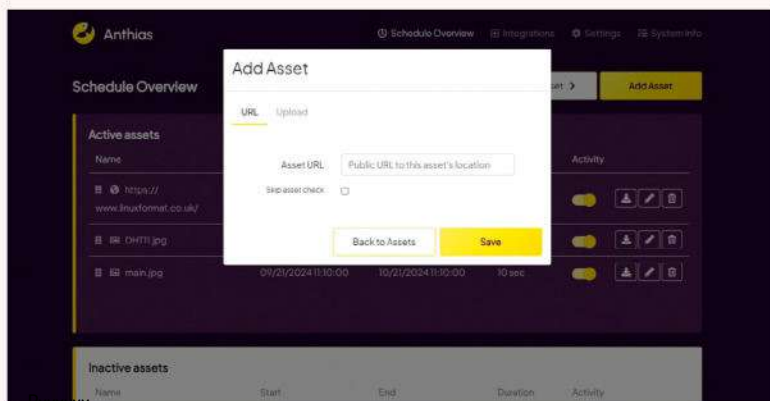 Anthias
Schedule Overview
Integrations
Settings
System Info
Schedule Overview
Add Asset
Add Asset
URL
Upload
Asset URL
Public URL to this asset's location
Skip asset check
Back to Assets
Save
Active assets
Name
Activity
https://
www.linuxformat.co.uk/
DHT11.jpg
main.jpg
09/21/2024 11:10:00
10/21/2024 11:10:00
10 sec
Inactive assets
Name
Start
End
Duration
Activity